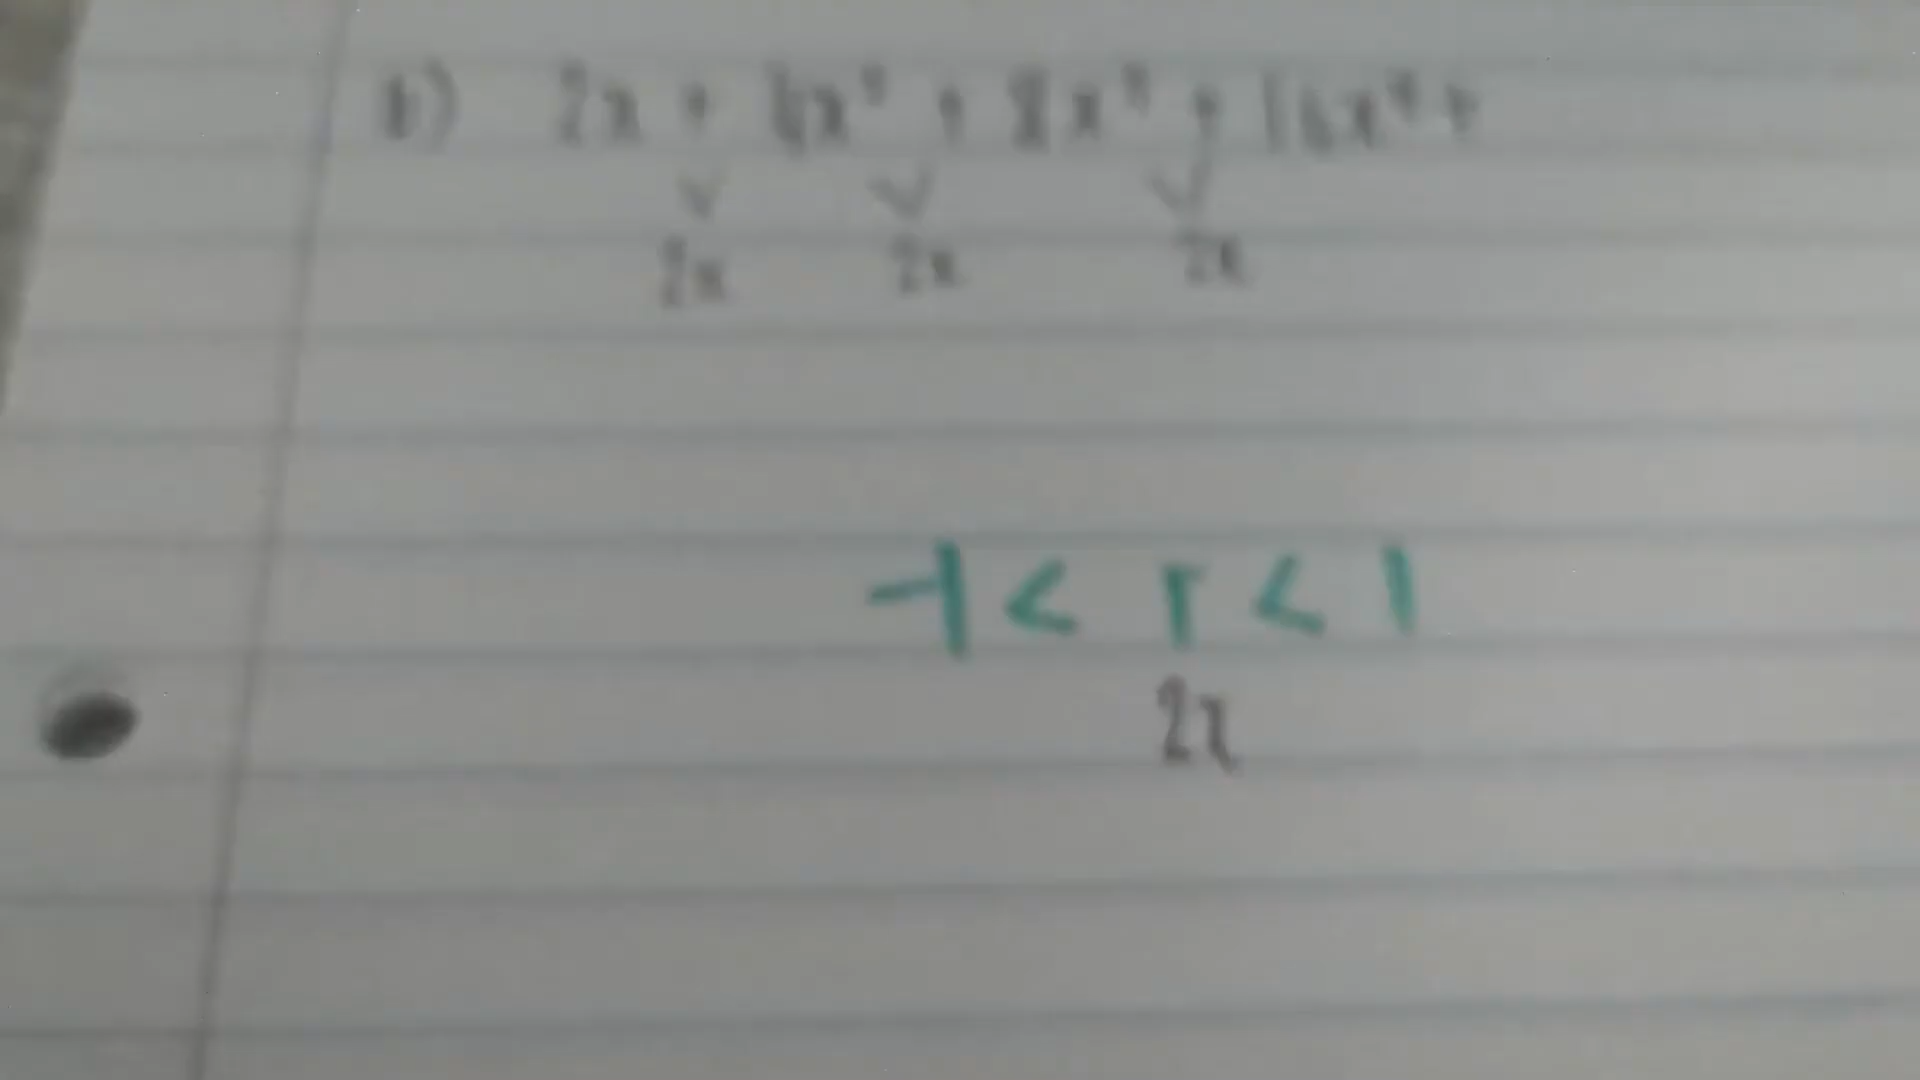 b) 2x + 4x² + 8x³ + 16x⁴ +
2x 2x 2x
-1 < r < 1
2x